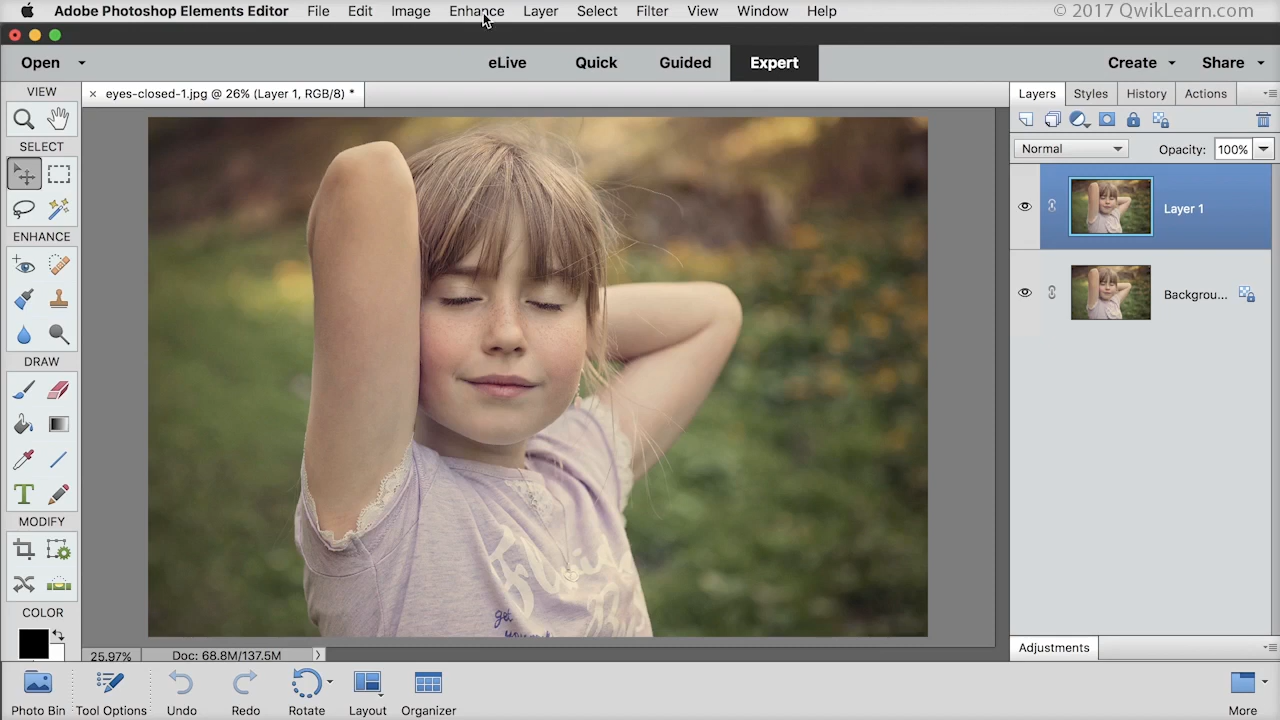 Adobe Photoshop Elements Editor File Edit Image Enhance Layer Select Filter View Window Help © 2017 QwikLearn.com
Open eLive Quick Guided Expert Create Share
VIEW
× eyes-closed-1.jpg @ 26% (Layer 1, RGB/8) *
Layers Styles History Actions
SELECT
Normal Opacity: 100%
Layer 1
ENHANCE
Backgrou...
DRAW
T
MODIFY
get
COLOR
25.97% Doc: 68.8M/137.5M
Adjustments
Photo Bin Tool Options Undo Redo Rotate Layout Organizer More